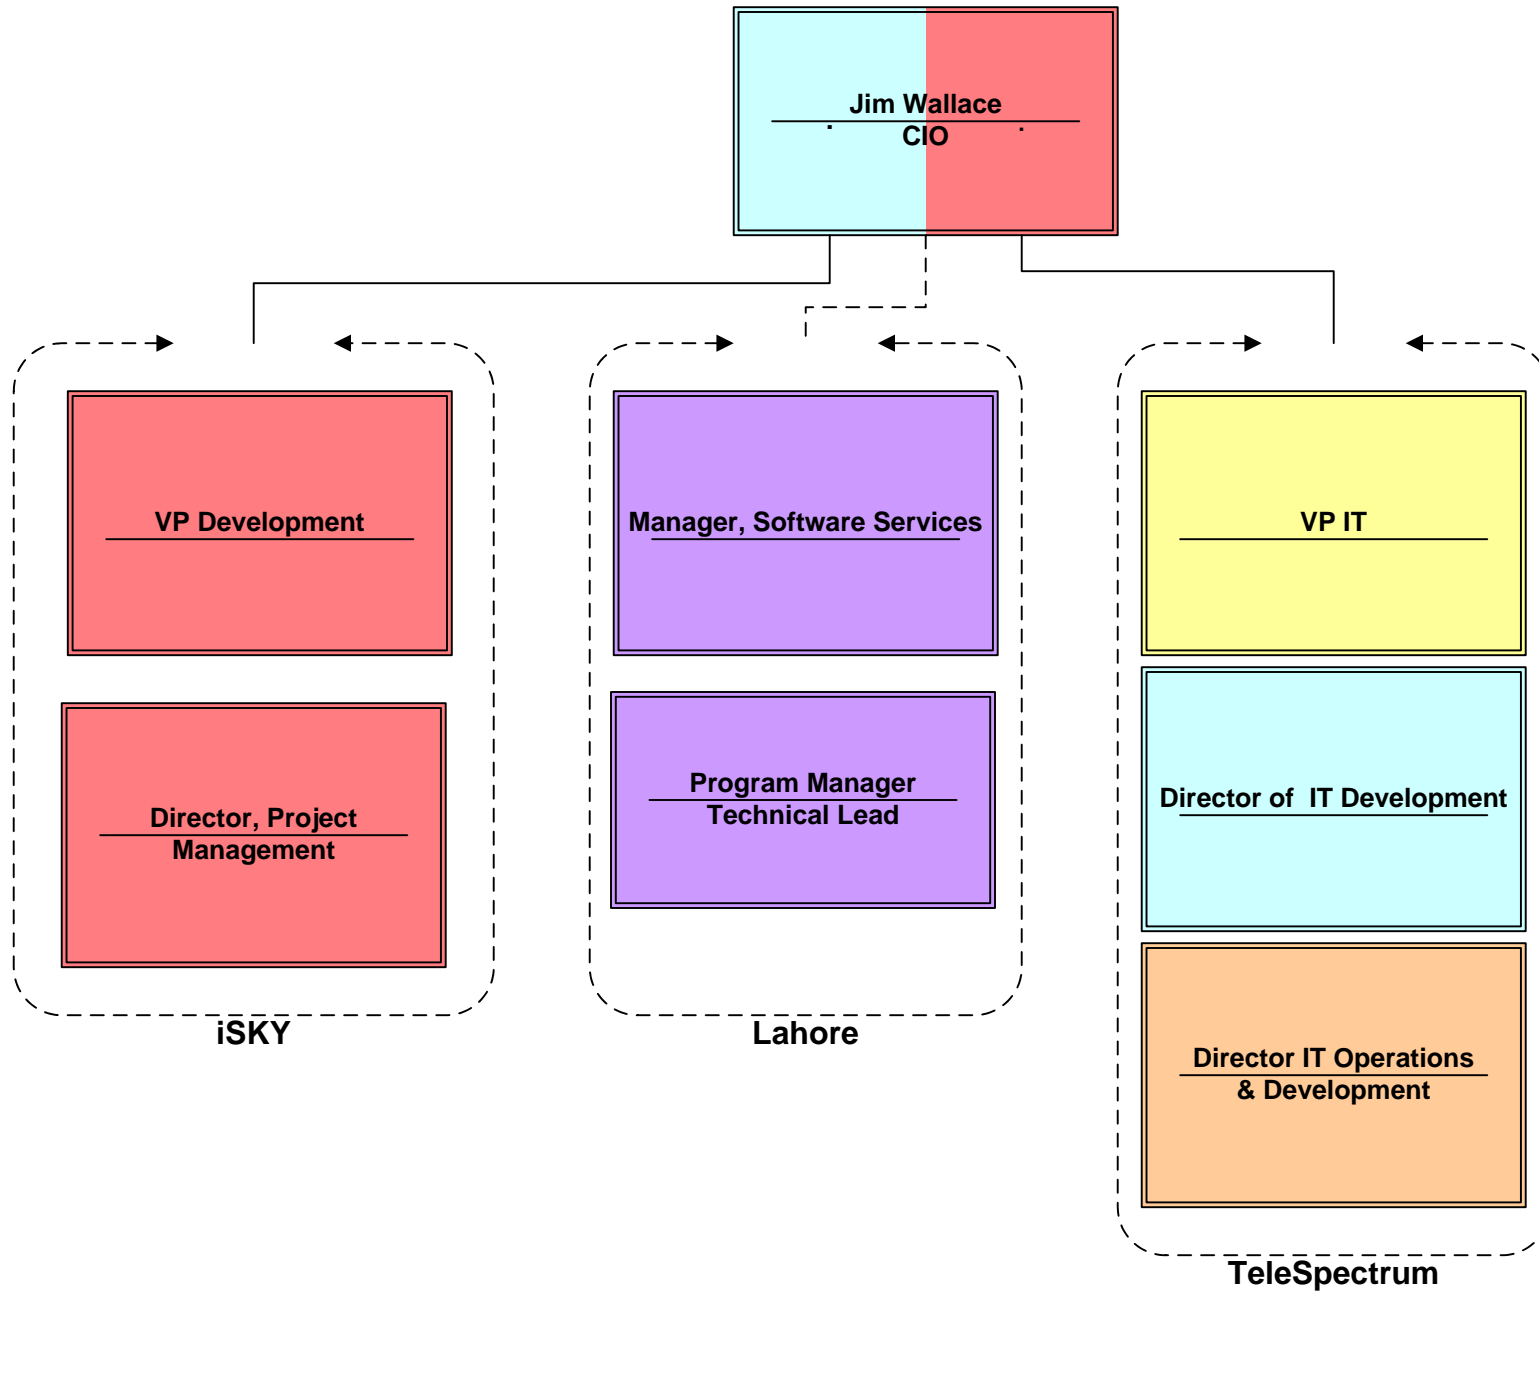 Jim Wallace
CIO
VP Development
Director, Project
Management
iSKY
Manager, Software Services
Program Manager
Technical Lead
Lahore
VP IT
Director of  IT Development
Director IT Operations
& Development
TeleSpectrum